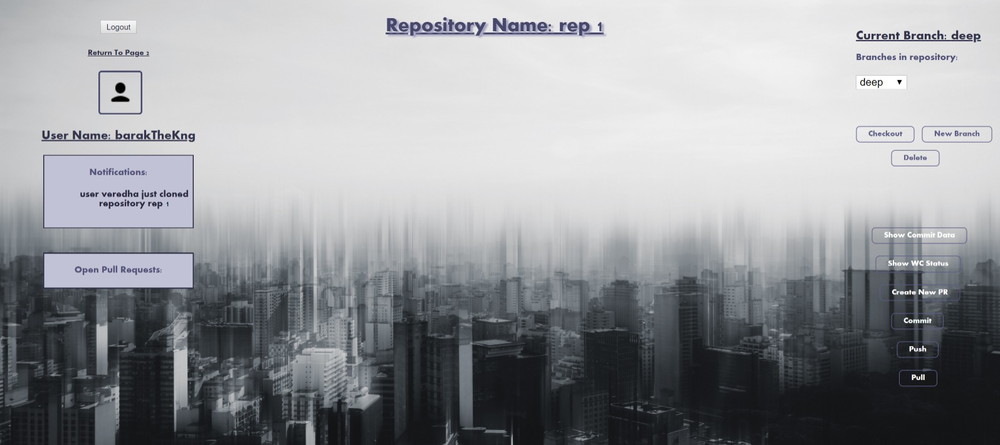 Logout
Return To Page 2
User Name: barakTheKng
Notifications:
user veredha just cloned
repository rep 1
Open Pull Requests:
Repository Name: rep 1
Current Branch: deep
Branches in repository:
deep
Checkout
New Branch
Delete
Show Commit Data
Show WC Status
Create New PR
Commit
Push
Pull